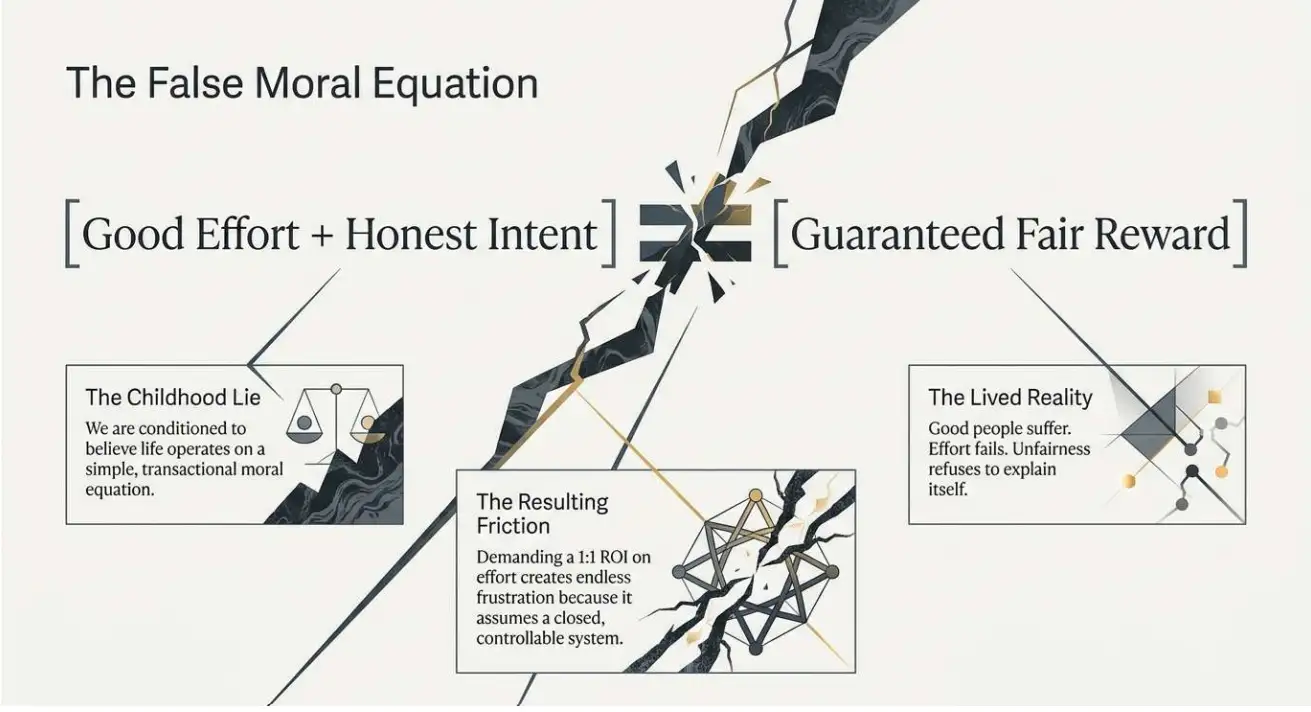 The False Moral Equation
[Good Effort + Honest Intent] = [Guaranteed Fair Reward]
The Childhood Lie
We are conditioned to
believe life operates on a
simple, transactional moral
equation.
The Resulting
Friction
Demanding a 1:1 ROI on
effort creates endless
frustration because it
assumes a closed,
controllable system.
The Lived Reality
Good people suffer.
Effort fails. Unfairness
refuses to explain
itself.